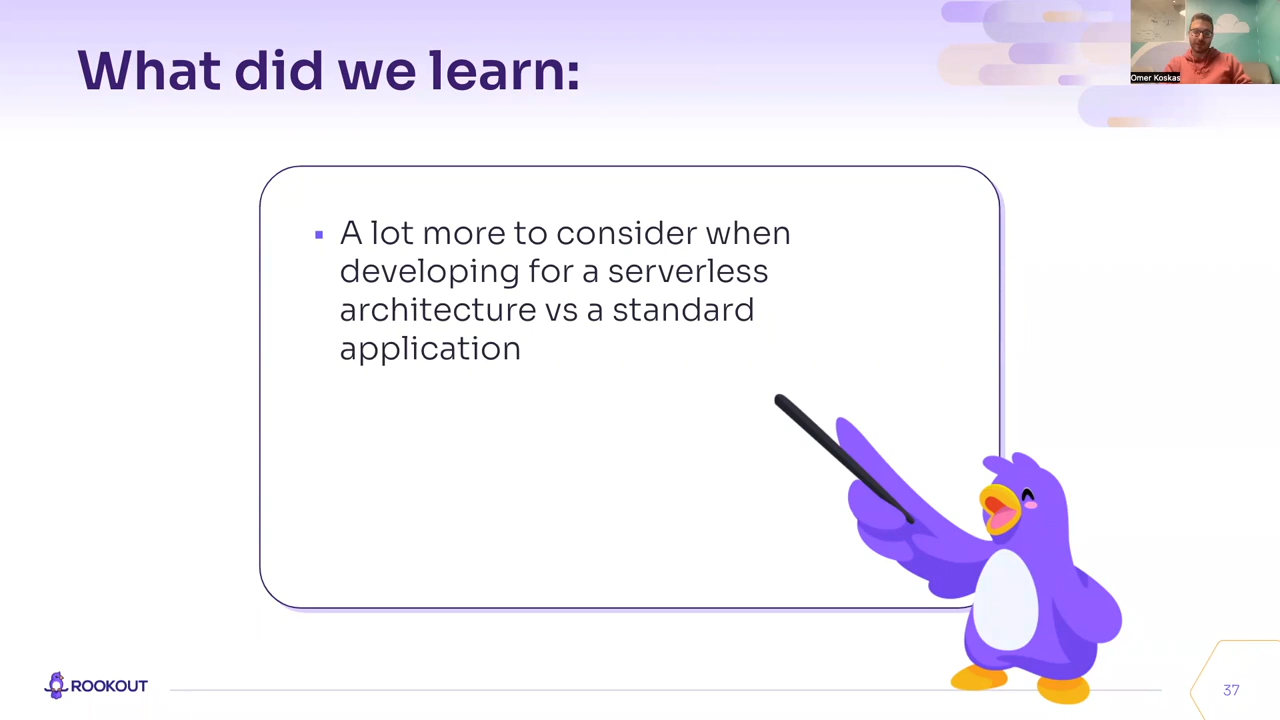 What did we learn:
Omer Koskas
▪ A lot more to consider when
developing for a serverless
architecture vs a standard
application
ROOKOUT
37